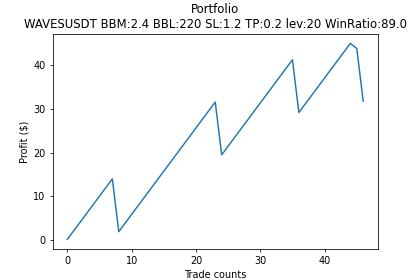 Portfolio
WAVESUSDT BBM:2.4 BBL:220 SL:1.2 TP:0.2 lev:20 WinRatio:89.0
40
30
20
10
0
Profit ($)
0 10 20 30 40
Trade counts